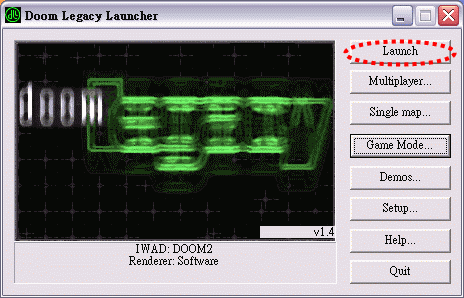 Doom Legacy Launcher
doom
legacy
v1.4
IWAD: DOOM2
Renderer: Software
Launch
Multiplayer...
Single map...
Game Mode...
Demos...
Setup...
Help...
Quit